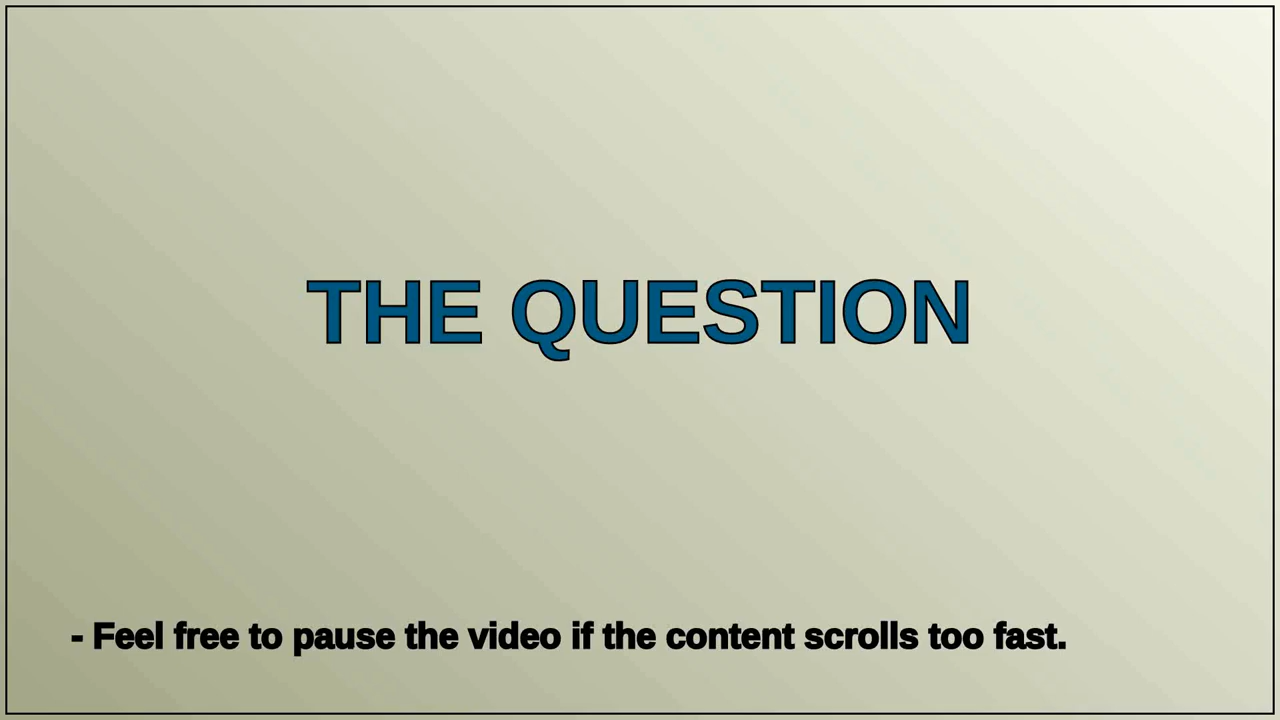 THE QUESTION
- Feel free to pause the video if the content scrolls too fast.